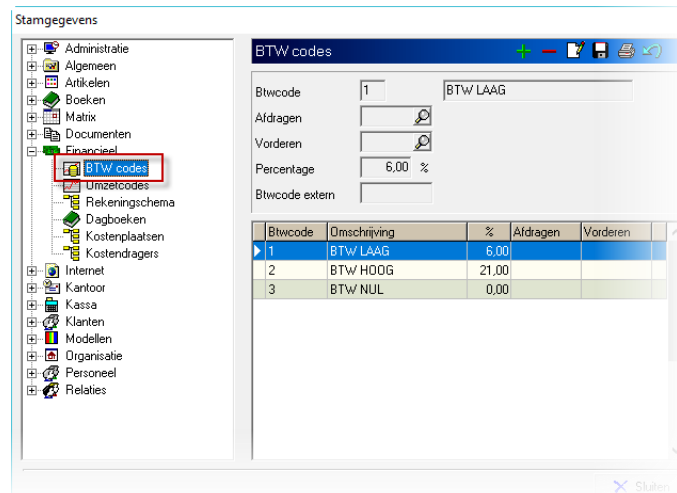 Stamgegevens
Administratie
Algemeen
Artikelen
Boeken
Matrix
Documenten
Financieel
BTW codes
Omzetcodes
Rekeningschema
Dagboeken
Kostenplaatsen
Kostendragers
Internet
Kantoor
Kassa
Klanten
Modellen
Organisatie
Personeel
Relaties
BTW codes
Btwcode 1 BTW LAAG
Afdragen
Vorderen
Percentage 6,00 %
Btwcode extern
Btwcode Omschrijving % Afdragen Vorderen
1 BTW LAAG 6,00
2 BTW HOOG 21,00
3 BTW NUL 0,00
Sluiten